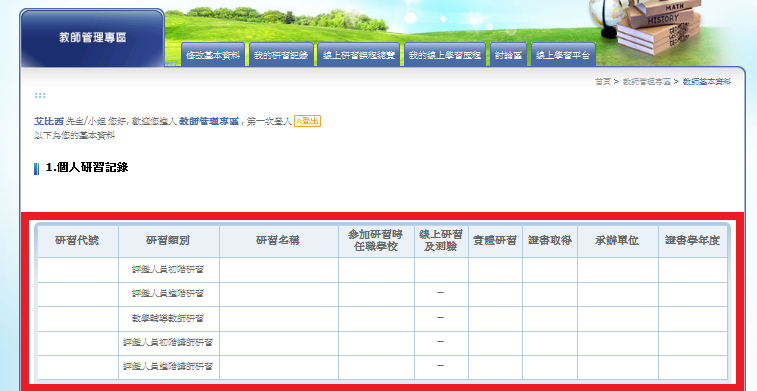 教師管理專區
MATH
HISTORY
修改基本資料 我的研習記錄 線上研習課程總覽 我的線上學習歷程 討論區 線上學習平台
首頁 > 教師管理專區 > 教師基本資料
艾比西 先生/小姐 您好, 歡迎您進入 教師管理專區 , 第一次登入 登出
以下為您的基本資料
1.個人研習記錄
研習代號 研習類別 研習名稱 參加研習時任職學校 線上研習及測驗 實體研習 證書取得 承辦單位 證書學年度
評鑑人員初階研習
評鑑人員進階研習 –
教學輔導教師研習 –
評鑑人員初階講師研習 –
評鑑人員進階講師研習 –